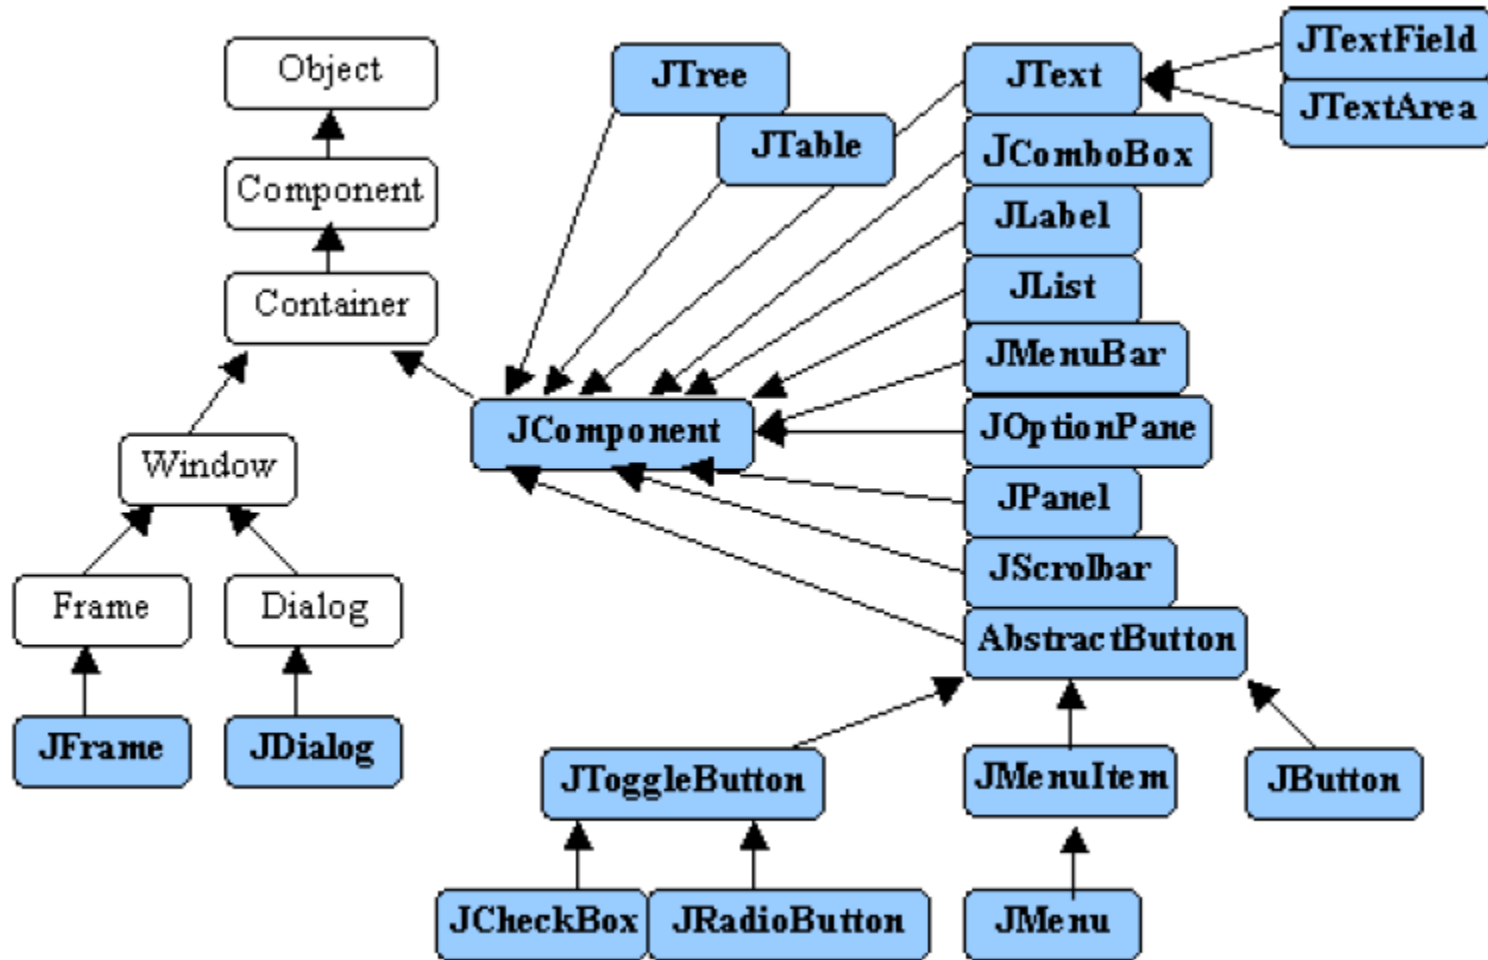 Object
Component
Container
Window
Frame
Dialog
JFrame
JDialog
JTree
JTable
JComponent
JText
JComboBox
JLabel
JList
JMenuBar
JOptionPane
JPanel
JScrollbar
AbstractButton
JTextField
JTextArea
JToggleButton
JMenuItem
JButton
JCheckBox
JRadioButton
JMenu